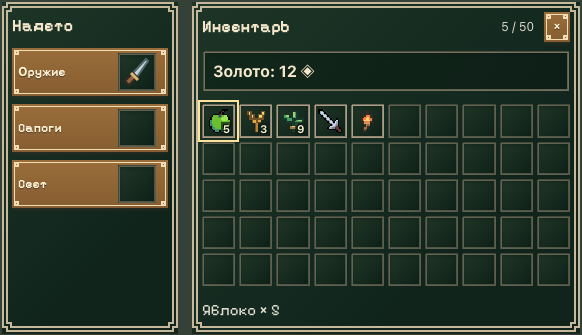 Надето
Оружие
Сапоги
Свет
Инвентарь
5 / 50
×
Золото: 12 ◈
5
3
9
Яблоко × 5